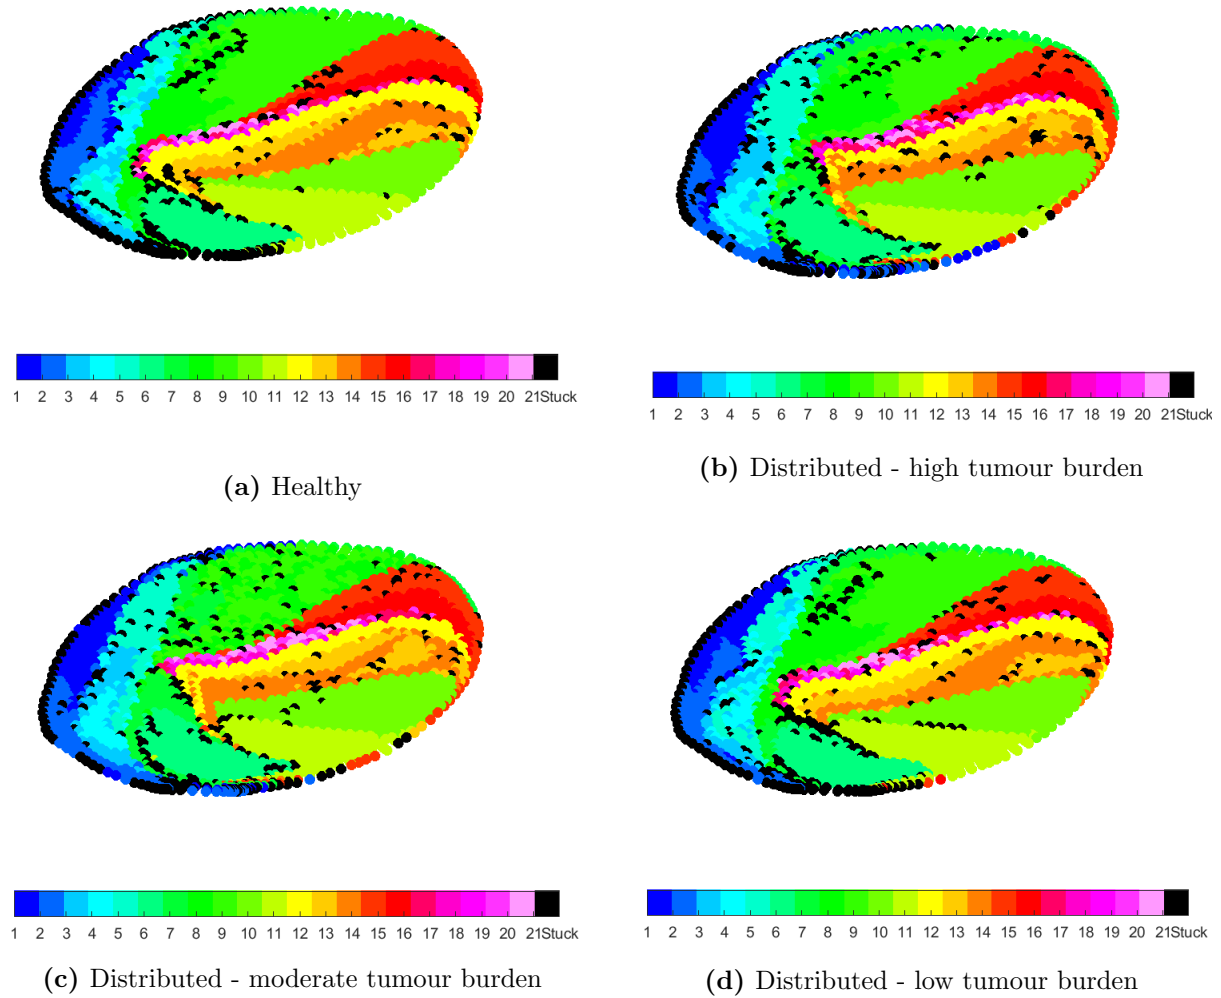 1 2 3 4 5 6 7 8 9 10 11 12 13 14 15 16 17 18 19 20 21Stuck
1 2 3 4 5 6 7 8 9 10 11 12 13 14 15 16 17 18 19 20 21Stuck
(a) Healthy
(b) Distributed - high tumour burden
1 2 3 4 5 6 7 8 9 10 11 12 13 14 15 16 17 18 19 20 21Stuck
1 2 3 4 5 6 7 8 9 10 11 12 13 14 15 16 17 18 19 20 21Stuck
(c) Distributed - moderate tumour burden
(d) Distributed - low tumour burden